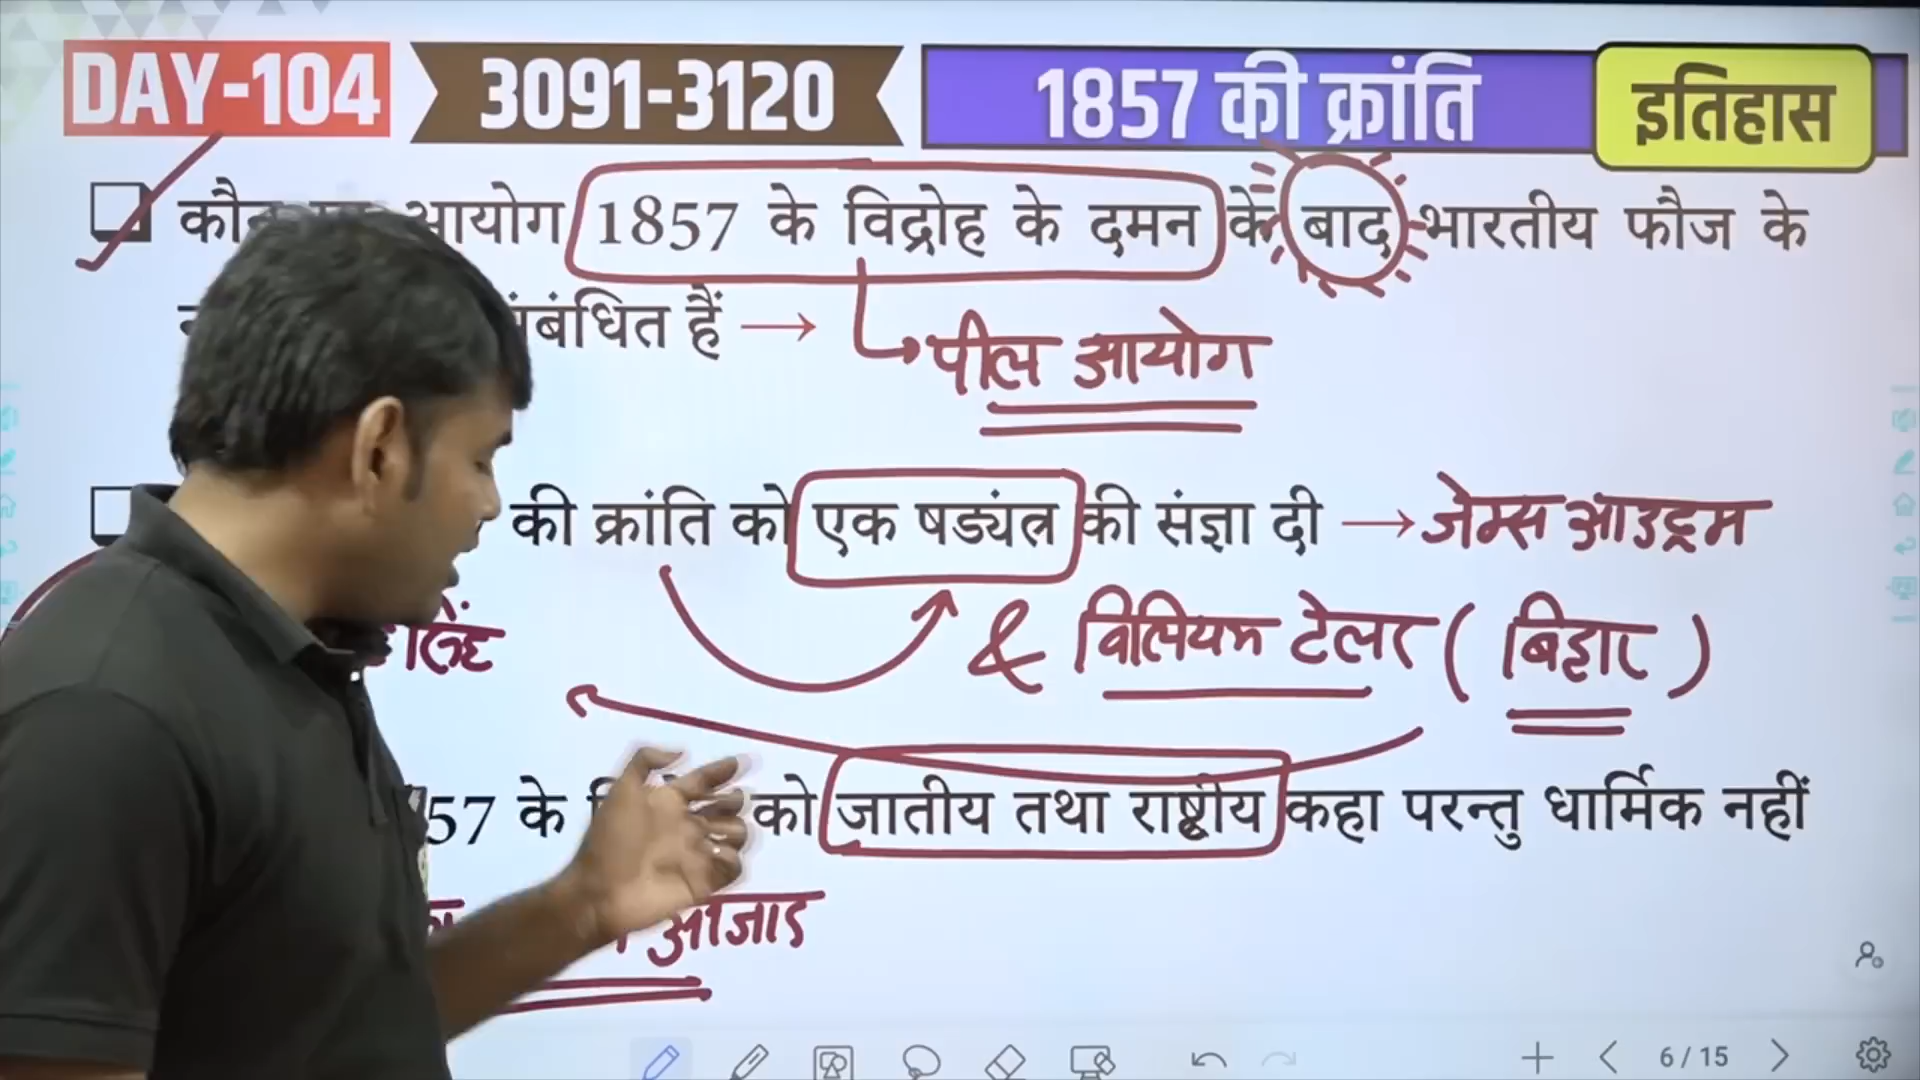 DAY-104 3091-3120 1857 की क्रांति इतिहास
आयोग 1857 के विद्रोह के दमन के बाद भारतीय फौज के
संबंधित हैं →
पील आयोग
की क्रांति को एक षड्यंत्र की संज्ञा दी → जेम्स आउट्रम
& विलियम टेलर ( बिहार )
सिंह
57 के को जातीय तथा राष्ट्रीय कहा परन्तु धार्मिक नहीं
आजाद
6 / 15